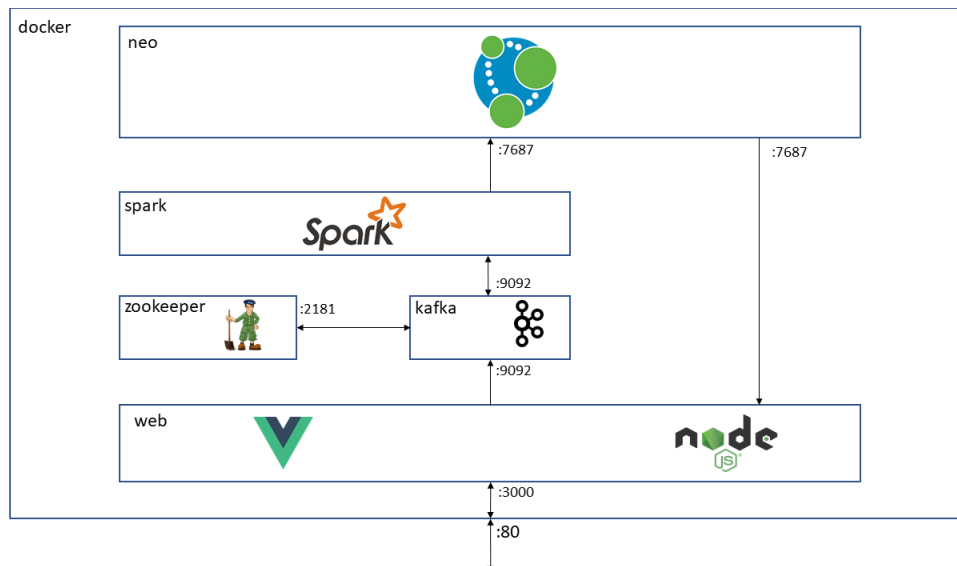 docker
neo
:7687
:7687
spark
Spark
:9092
zookeeper
:2181
kafka
:9092
web
node
JS
:3000
:80